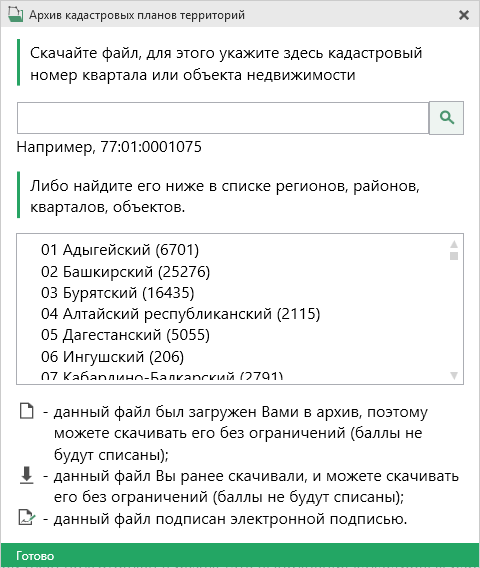 Архив кадастровых планов территорий
Скачайте файл, для этого укажите здесь кадастровый
номер квартала или объекта недвижимости
Например, 77:01:0001075
Либо найдите его ниже в списке регионов, районов,
кварталов, объектов.
01 Адыгейский (6701)
02 Башкирский (25276)
03 Бурятский (16435)
04 Алтайский республиканский (2115)
05 Дагестанский (5055)
06 Ингушский (206)
07 Кабардино-Балкарский (2791)
- данный файл был загружен Вами в архив, поэтому
можете скачивать его без ограничений (баллы не
будут списаны);
- данный файл Вы ранее скачивали, и можете скачивать
его без ограничений (баллы не будут списаны);
- данный файл подписан электронной подписью.
Готово